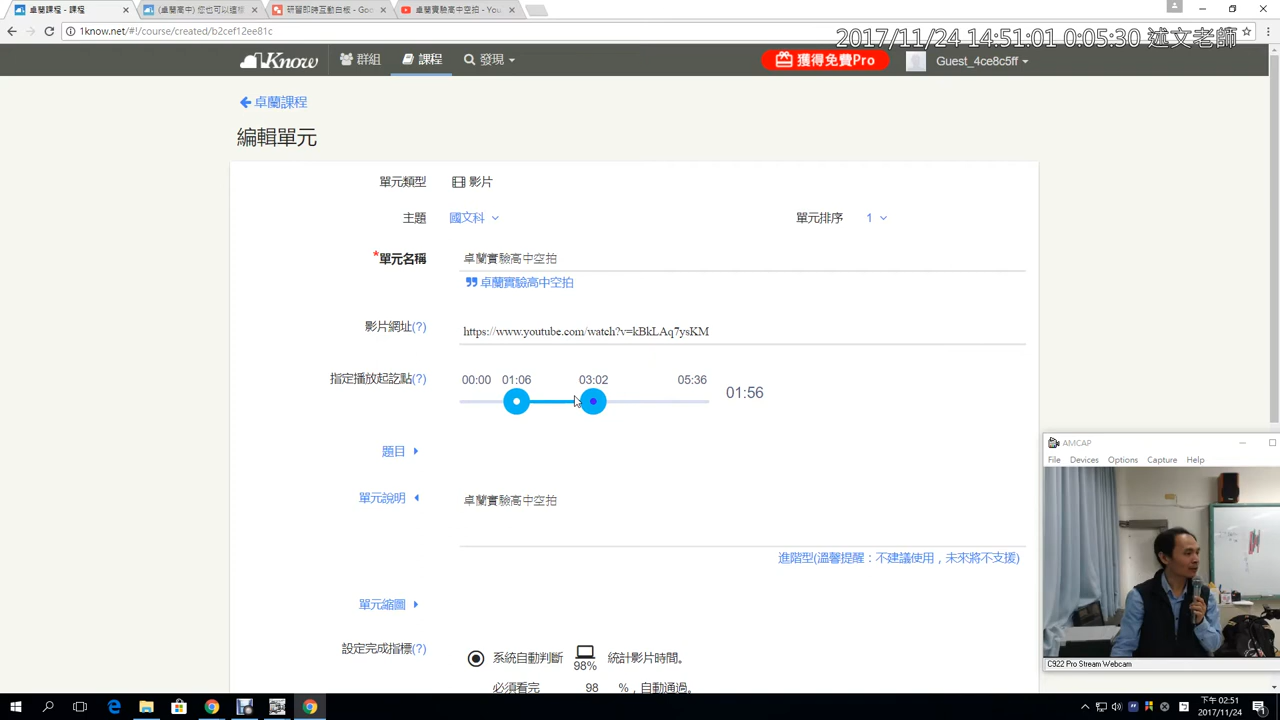 卓蘭課程 - 課程
(卓蘭高中) 您也可以這樣
研習即時互動白板 - Goo
卓蘭實驗高中空拍 - You
1know.net/#!/course/created/b2cef12ee81c
2017/11/24 14:51:01 0:05:30 述文老師
1Know
群組
課程
發現
獲得免費Pro
Guest_4ce8c5ff
卓蘭課程
編輯單元
單元類型
影片
主題
國文科
單元排序
1
*單元名稱
卓蘭實驗高中空拍
卓蘭實驗高中空拍
影片網址(?)
https://www.youtube.com/watch?v=kBkLAq7ysKM
指定播放起訖點(?)
00:00 01:06 03:02 05:36
01:56
題目
單元說明
卓蘭實驗高中空拍
進階型(溫馨提醒：不建議使用，未來將不支援)
單元縮圖
設定完成指標(?)
系統自動判斷
98%
統計影片時間。
必須看完 98 %，自動通過。
AMCAP
File Devices Options Capture Help
C922 Pro Stream Webcam
下午 02:51
2017/11/24